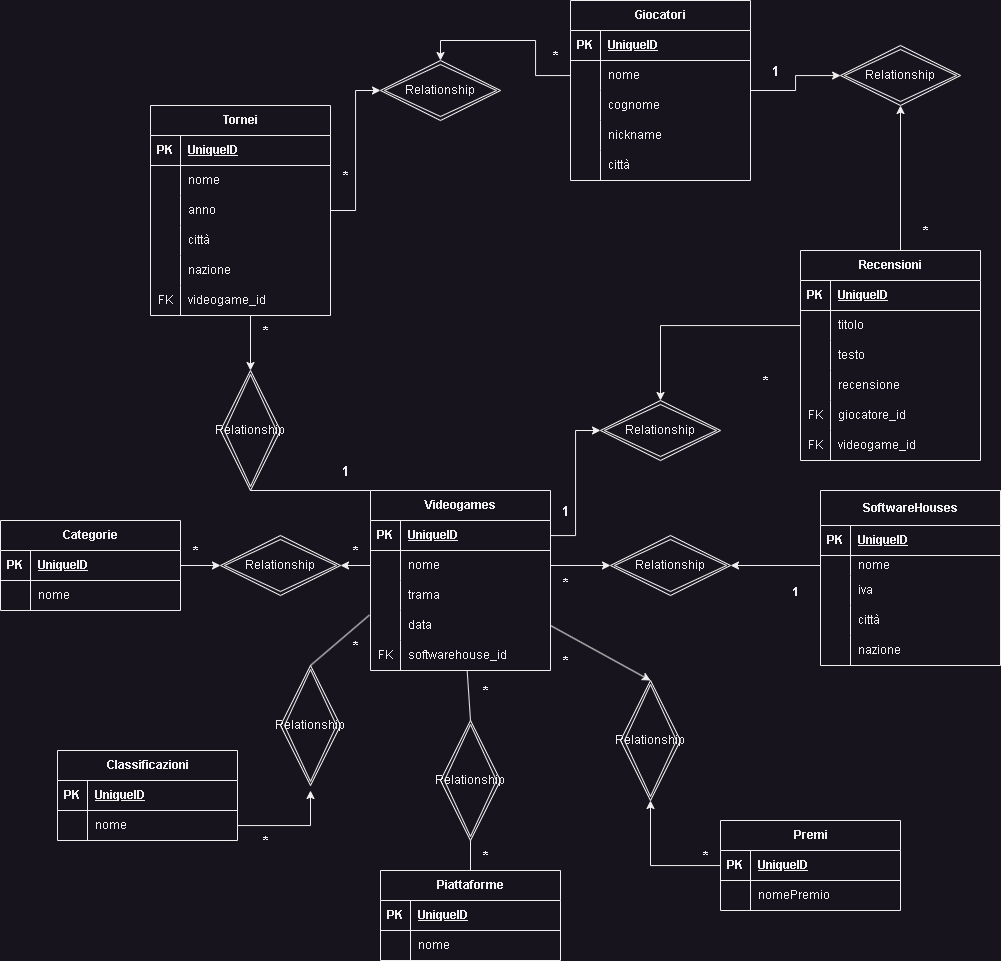 Giocatori
PK UniqueID
nome
cognome
nickname
città
*
1
Relationship
Relationship
Tornei
PK UniqueID
nome
anno
città
nazione
FK videogame_id
*
*
*
Recensioni
PK UniqueID
titolo
testo
recensione
FK giocatore_id
FK videogame_id
*
Relationship
Relationship
1
1
Videogames
PK UniqueID
nome
trama
data
FK softwarehouse_id
SoftwareHouses
PK UniqueID
nome
iva
città
nazione
Categorie
PK UniqueID
nome
*
Relationship
*
*
Relationship
1
*
*
*
Relationship
Relationship
Relationship
Classificazioni
PK UniqueID
nome
*
*
*
Premi
PK UniqueID
nomePremio
Piattaforme
PK UniqueID
nome